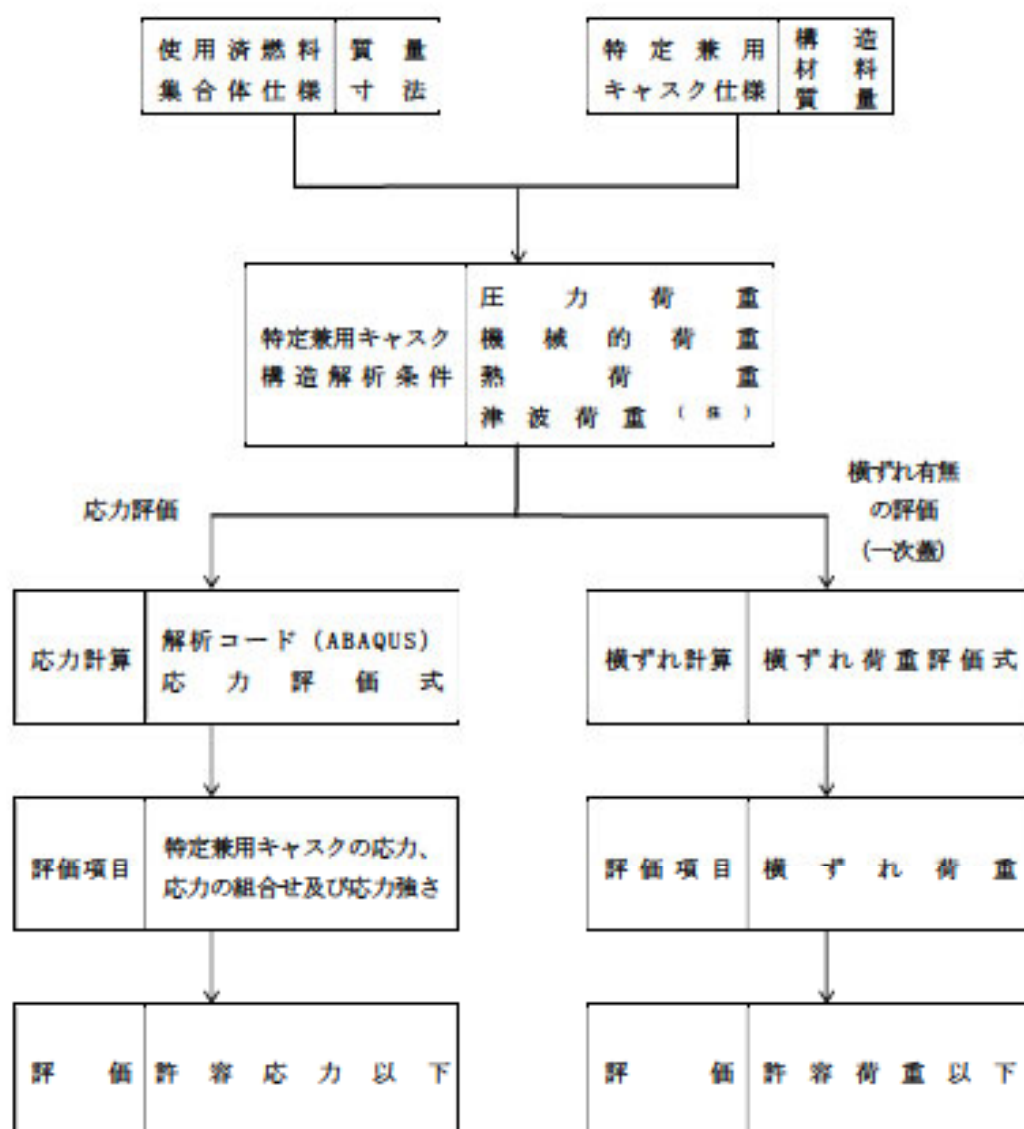 使用済燃料
集合体仕様
質量
寸法
特定兼用
キャスク仕様
構造
材料
質量
特定兼用キャスク
構造解析条件
圧力荷重
機械的荷重
熱荷重
津波荷重
応力評価
横ずれ有無
の評価
(一次蓋)
応力計算
解析コード(ABAQUS)
応力評価式
横ずれ計算
横ずれ荷重評価式
評価項目
特定兼用キャスクの応力、
応力の組合せ及び応力強さ
評価項目
横ずれ荷重
評価
許容応力以下
評価
許容荷重以下